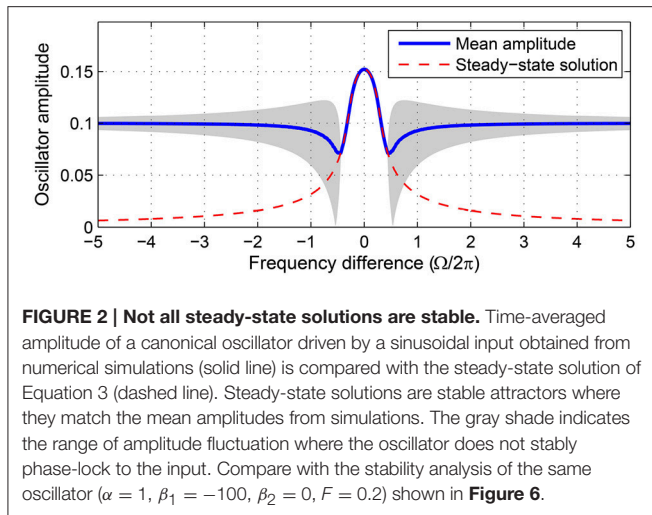 Mean amplitude
Steady−state solution
0.15
0.1
0.05
0
Oscillator amplitude
−5 −4 −3 −2 −1 0 1 2 3 4 5
Frequency difference (Ω/2π)
FIGURE 2 | Not all steady-state solutions are stable. Time-averaged
amplitude of a canonical oscillator driven by a sinusoidal input obtained from
numerical simulations (solid line) is compared with the steady-state solution of
Equation 3 (dashed line). Steady-state solutions are stable attractors where
they match the mean amplitudes from simulations. The gray shade indicates
the range of amplitude fluctuation where the oscillator does not stably
phase-lock to the input. Compare with the stability analysis of the same
oscillator (α = 1, β₁ = −100, β₂ = 0, F = 0.2) shown in Figure 6.